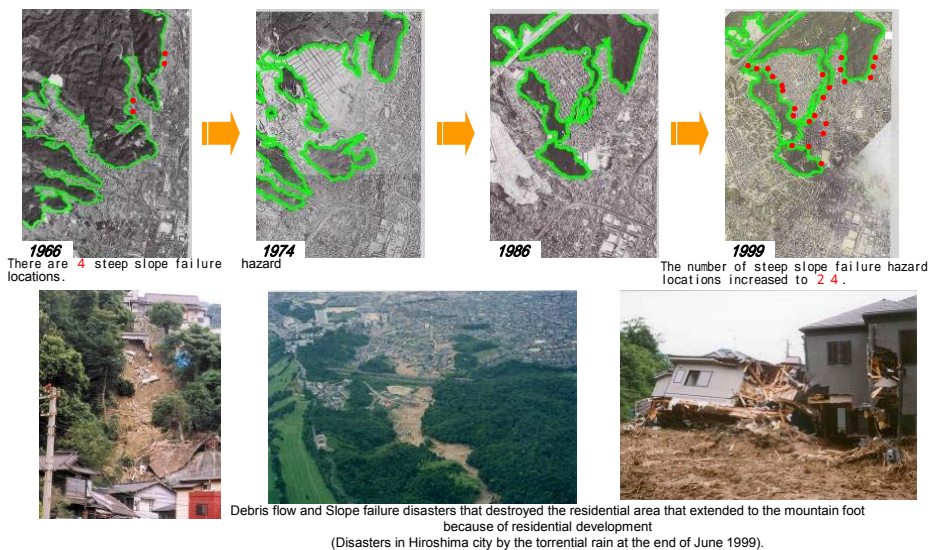 1966
1974
1986
1999
There are 4 steep slope failure hazard
locations.
The number of steep slope failure hazard
locations increased to 24.
Debris flow and Slope failure disasters that destroyed the residential area that extended to the mountain foot
because of residential development
(Disasters in Hiroshima city by the torrential rain at the end of June 1999).